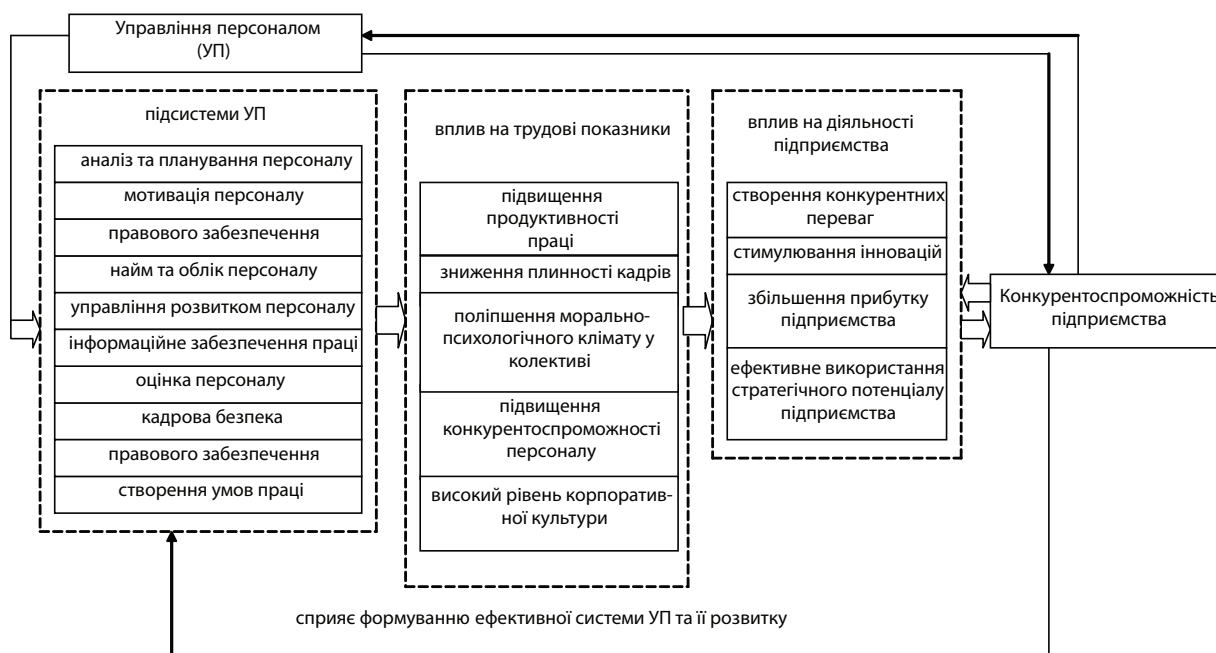 Управління персоналом
(УП)
підсистеми УП
аналіз та планування персоналу
мотивація персоналу
правового забезпечення
найм та облік персоналу
управління розвитком персоналу
інформаційне забезпечення праці
оцінка персоналу
кадрова безпека
правового забезпечення
створення умов праці
вплив на трудові показники
підвищення
продуктивності
праці
зниження плинності кадрів
поліпшення морально-
психологічного клімату у
колективі
підвищення
конкурентоспроможності
персоналу
високий рівень корпоратив-
ної культури
вплив на діяльності
підприємства
створення конкурентних
переваг
стимулювання інновацій
збільшення прибутку
підприємства
ефективне використання
стратегічного потенціалу
підприємства
Конкурентоспроможність
підприємства
сприяє формуванню ефективної системи УП та її розвитку